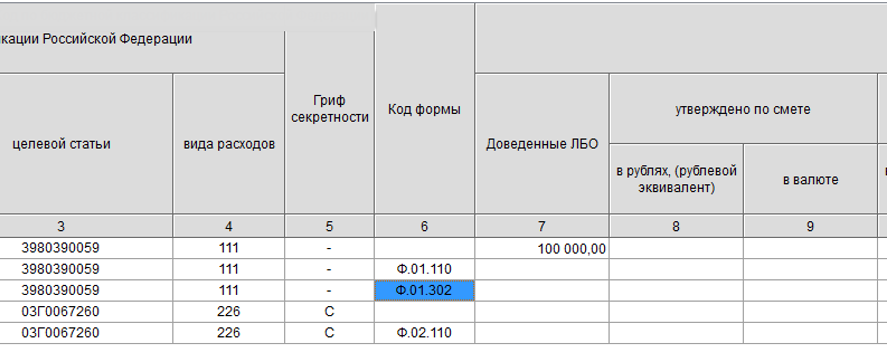 кации Российской Федерации
целевой статьи
вида расходов
Гриф
секретности
Код формы
Доведенные ЛБО
утверждено по смете
в рублях, (рублевой
эквивалент)
в валюте
3 4 5 6 7 8 9
3980390059 111 - 100 000,00
3980390059 111 - Ф.01.110
3980390059 111 - Ф.01.302
03Г0067260 226 С
03Г0067260 226 С Ф.02.110